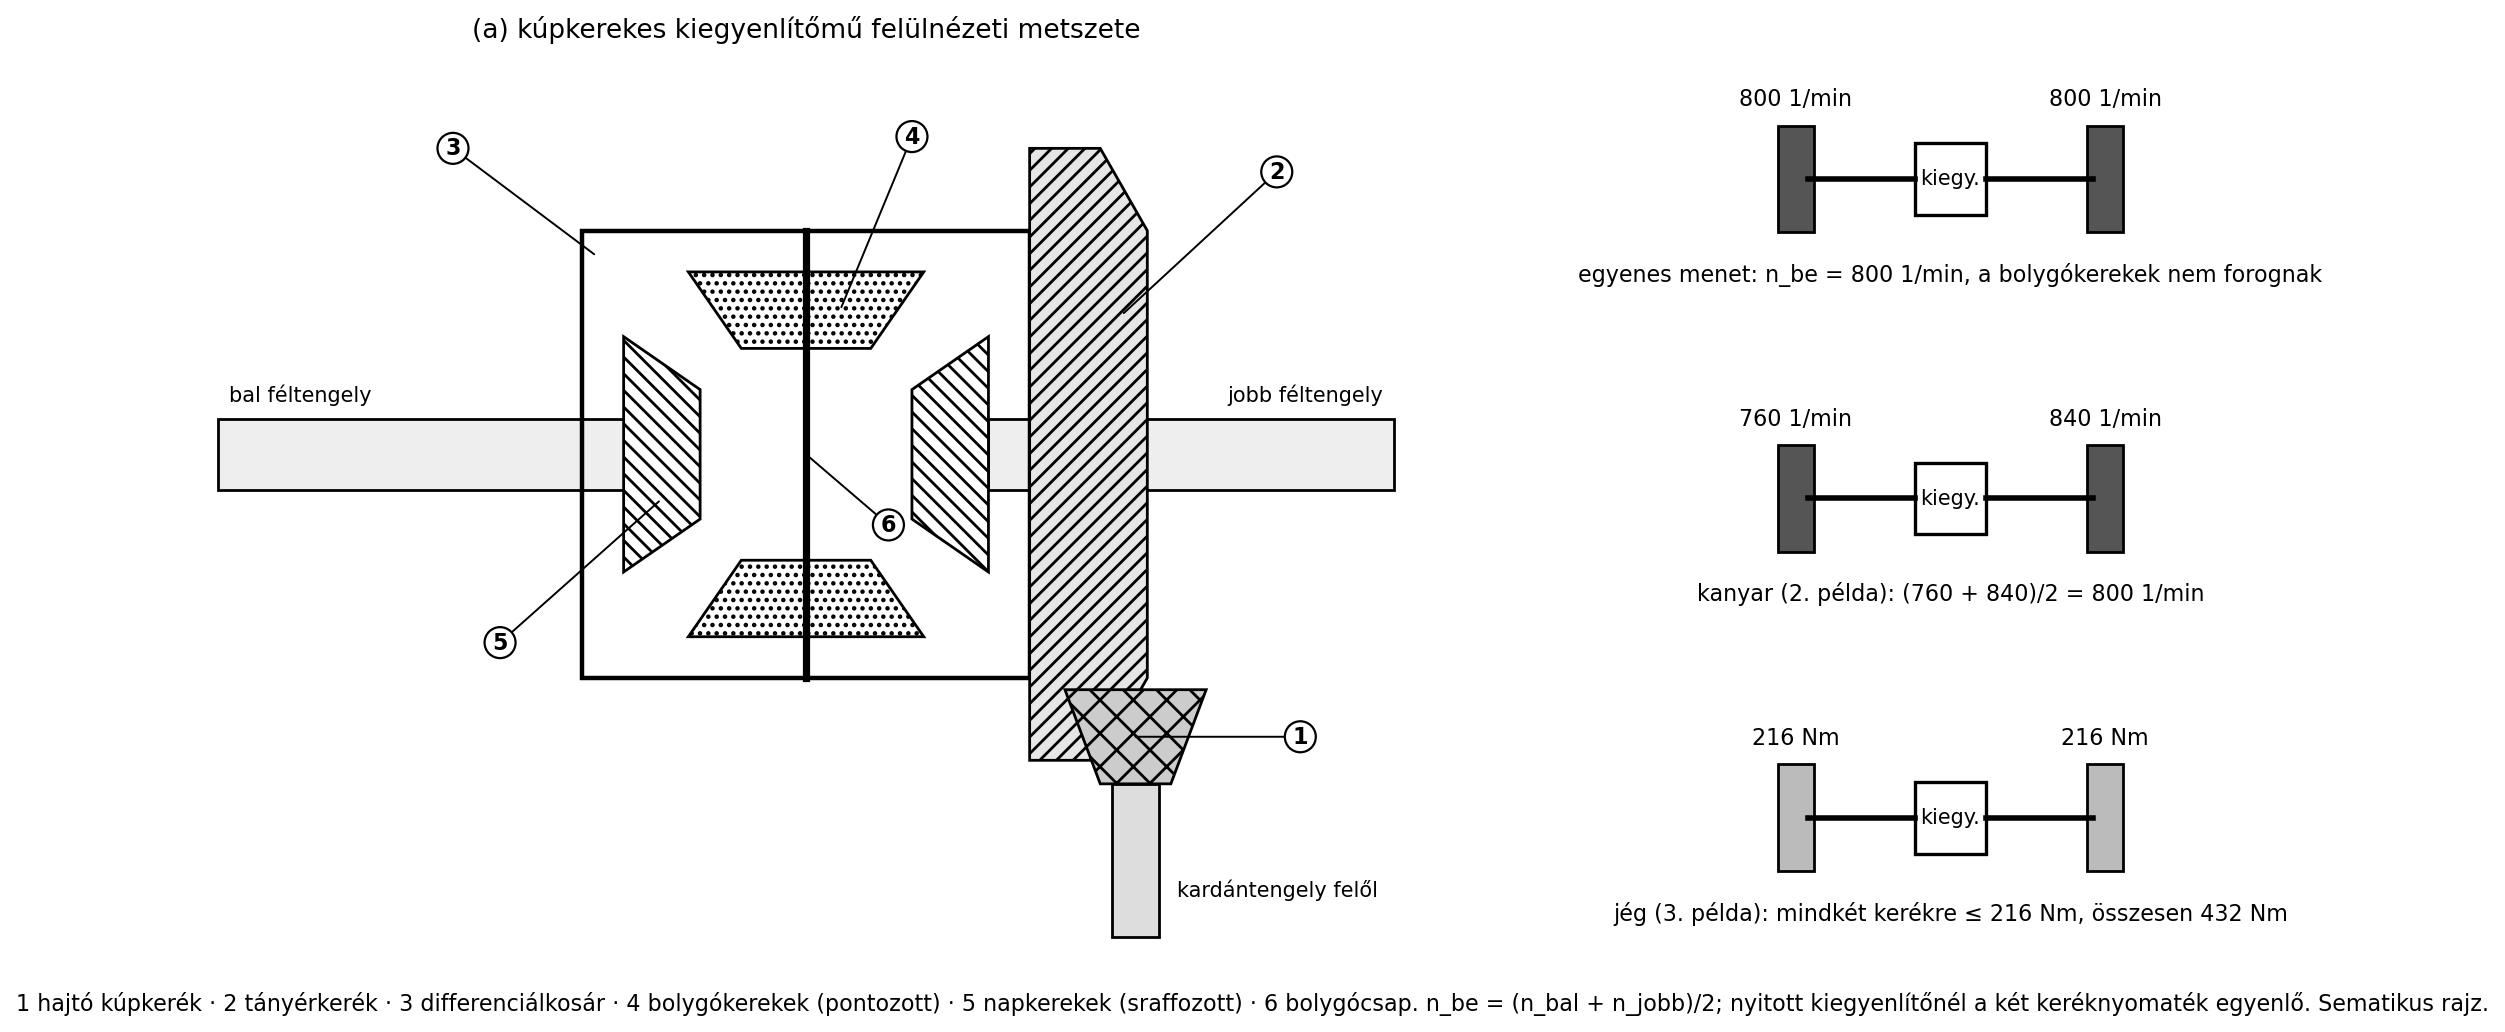 (a) kúpkerekes kiegyenlítőmű felülnézeti metszete
3
4
2
bal féltengely
jobb féltengely
6
5
1
kardántengely felől
800 1/min
800 1/min
kiegy.
egyenes menet: n_be = 800 1/min, a bolygókerekek nem forognak
760 1/min
840 1/min
kiegy.
kanyar (2. példa): (760 + 840)/2 = 800 1/min
216 Nm
216 Nm
kiegy.
jég (3. példa): mindkét kerékre ≤ 216 Nm, összesen 432 Nm
1 hajtó kúpkerék · 2 tányérkerék · 3 differenciálkosár · 4 bolygókerekek (pontozott) · 5 napkerekek (sraffozott) · 6 bolygócsap. n_be = (n_bal + n_jobb)/2; nyitott kiegyenlítőnél a két keréknyomaték egyenlő. Sematikus rajz.